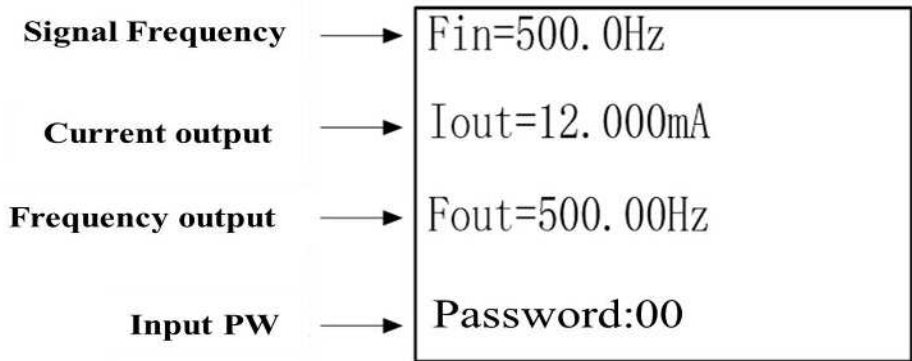 Signal Frequency Fin=500.0Hz
Current output Iout=12.000mA
Frequency output Fout=500.00Hz
Input PW Password:00